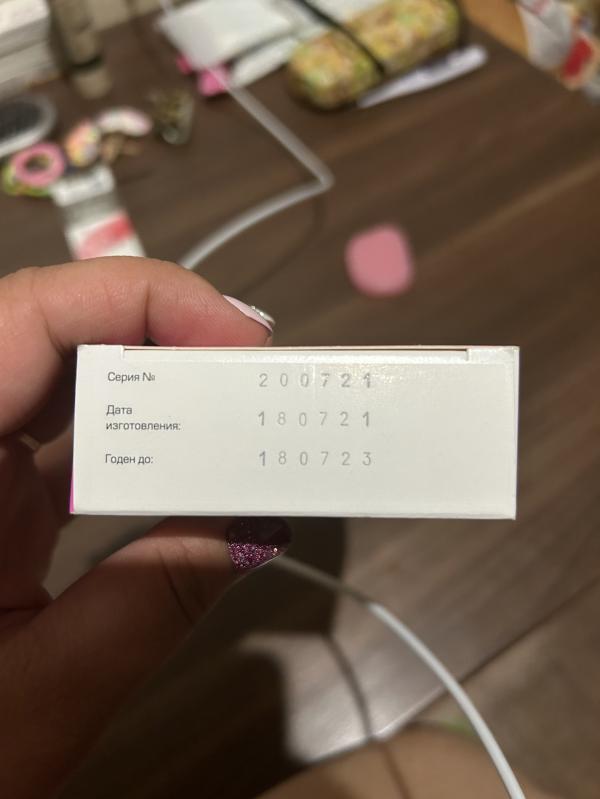 Серия № 200721
Дата
изготовления: 180721
Годен до: 180723